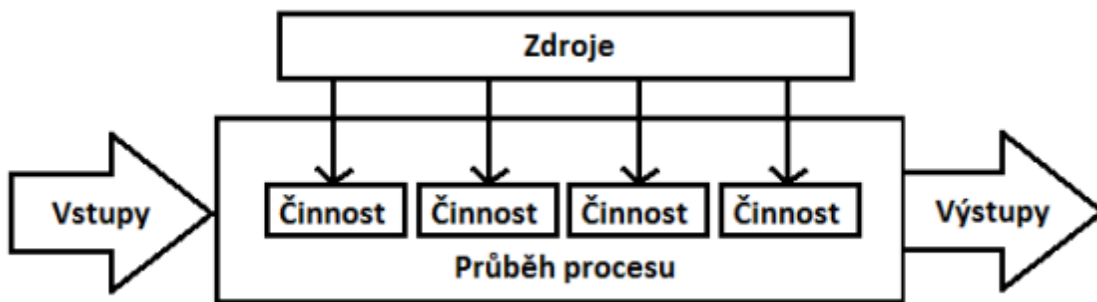 Zdroje
Vstupy
Činnost
Činnost
Činnost
Činnost
Výstupy
Průběh procesu